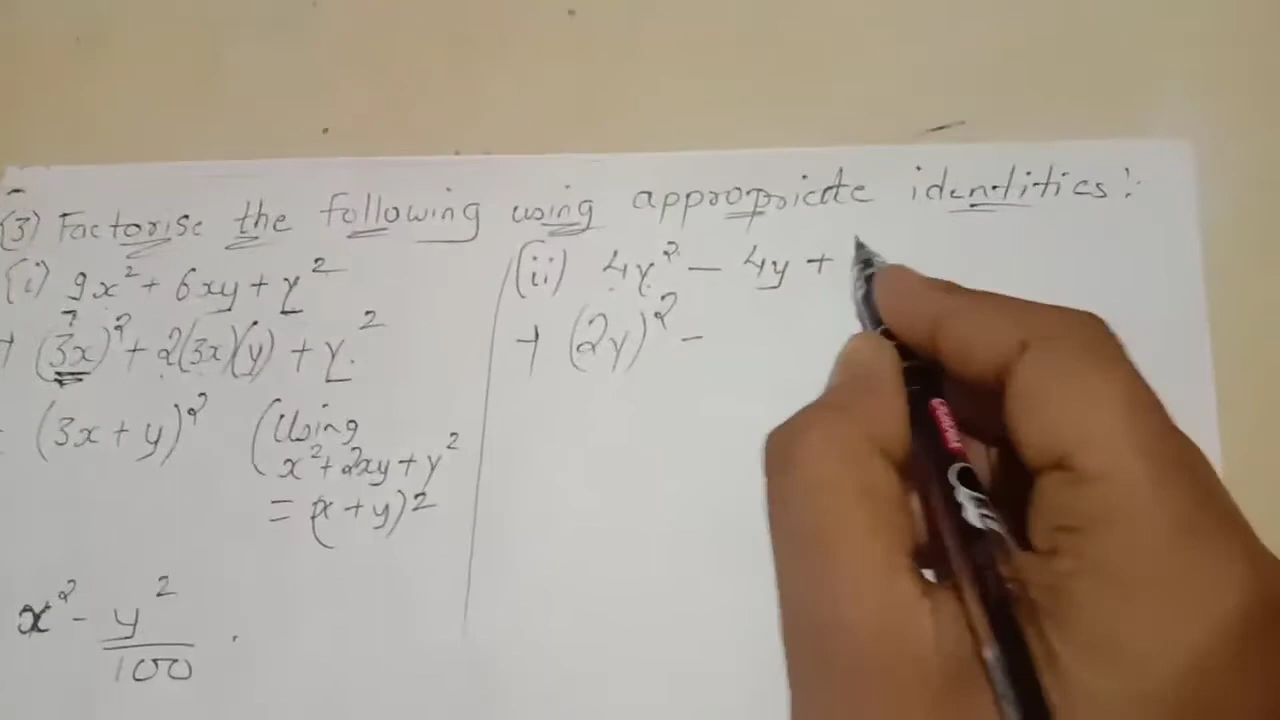 (3) Factorise the following using appropriate identities:
(i) 9x² + 6xy + y²
(3x)² + 2(3x)(y) + y²
= (3x + y)² (Using
x² + 2xy + y²
= (x + y)²
x² - y²/100
(ii) 4y² - 4y +
(2y)² -